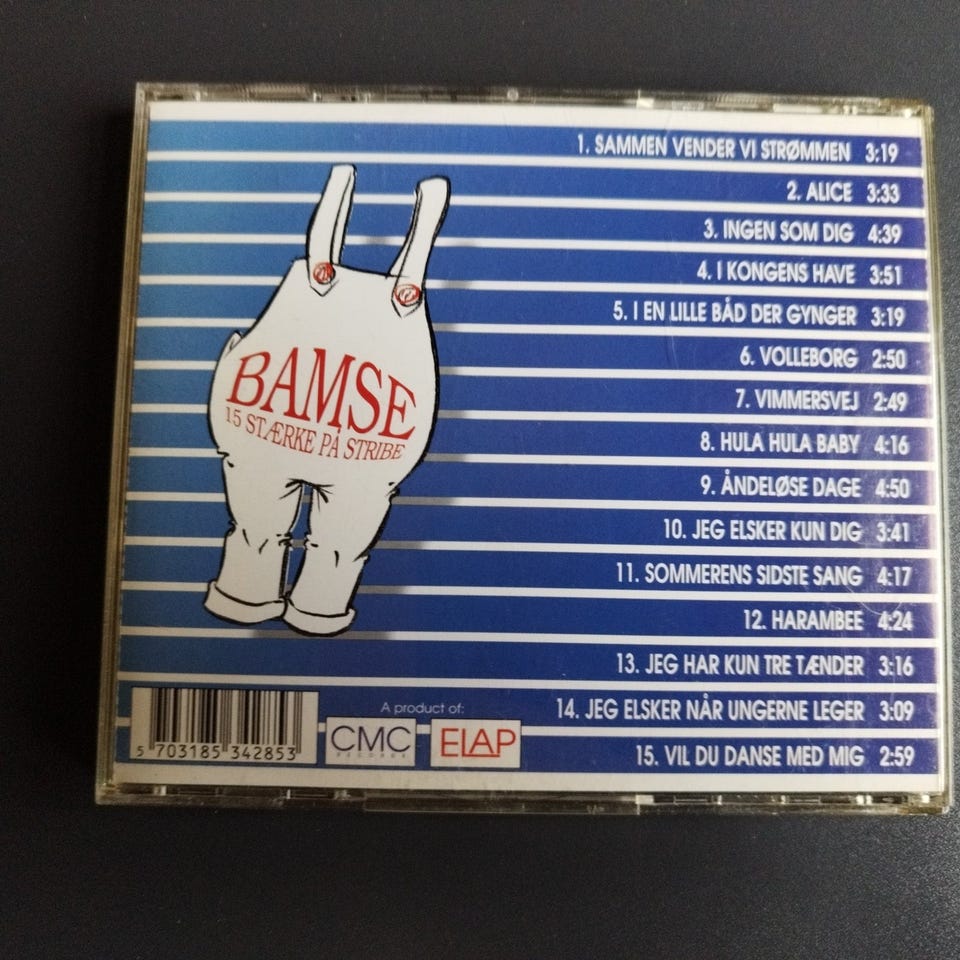 1. SAMMEN VENDER VI STRØMMEN 3:19
2. ALICE 3:33
3. INGEN SOM DIG 4:39
4. I KONGENS HAVE 3:51
5. I EN LILLE BÅD DER GYNGER 3:19
6. VOLLEBORG 2:50
7. VIMMERSVEJ 2:49
8. HULA HULA BABY 4:16
9. ÅNDELØSE DAGE 4:50
10. JEG ELSKER KUN DIG 3:41
11. SOMMERENS SIDSTE SANG 4:17
12. HARAMBEE 4:24
13. JEG HAR KUN TRE TÆNDER 3:16
14. JEG ELSKER NÅR UNGERNE LEGER 3:09
15. VIL DU DANSE MED MIG 2:59
BAMSE
15 STÆRKE PÅ STRIBE
5 703185 342853
A product of:
CMC
RECORDS
ELAP